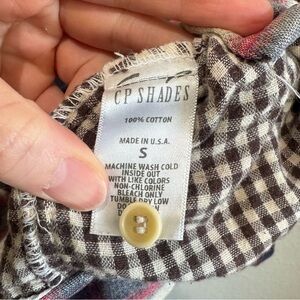 CP SHADES
100% COTTON
MADE IN U.S.A.
S
MACHINE WASH COLD
INSIDE OUT
WITH LIKE COLORS
NON-CHLORINE
BLEACH ONLY
TUMBLE DRY LOW